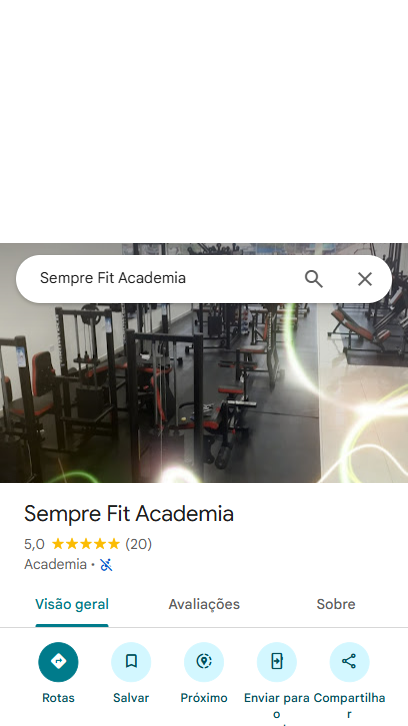 Sempre Fit Academia
Sempre Fit Academia
5,0 (20)
Academia ·
Visão geral
Avaliações
Sobre
Rotas
Salvar
Próximo
Enviar para o
Compartilhar